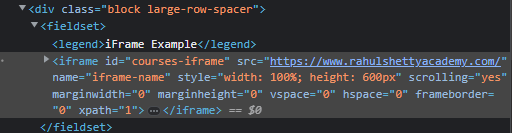 ▼<div class="block large-row-spacer">
▼<fieldset>
<legend>iFrame Example</legend>
▶<iframe id="courses-iframe" src="https://www.rahulshettyacademy.com/"
name="iframe-name" style="width: 100%; height: 600px" scrolling="yes"
marginwidth="0" marginheight="0" vspace="0" hspace="0" frameborder=
"0" xpath="1"> ⋯ </iframe> == $0
</fieldset>